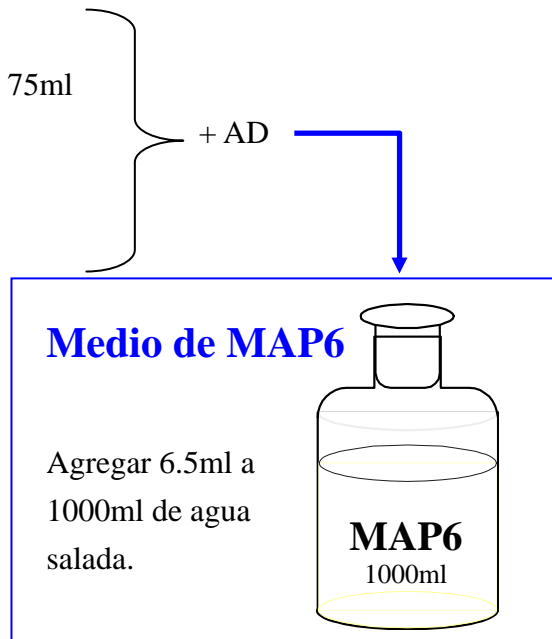 75ml
+ AD
Medio de MAP6
Agregar 6.5ml a
1000ml de agua
salada.
MAP6
1000ml